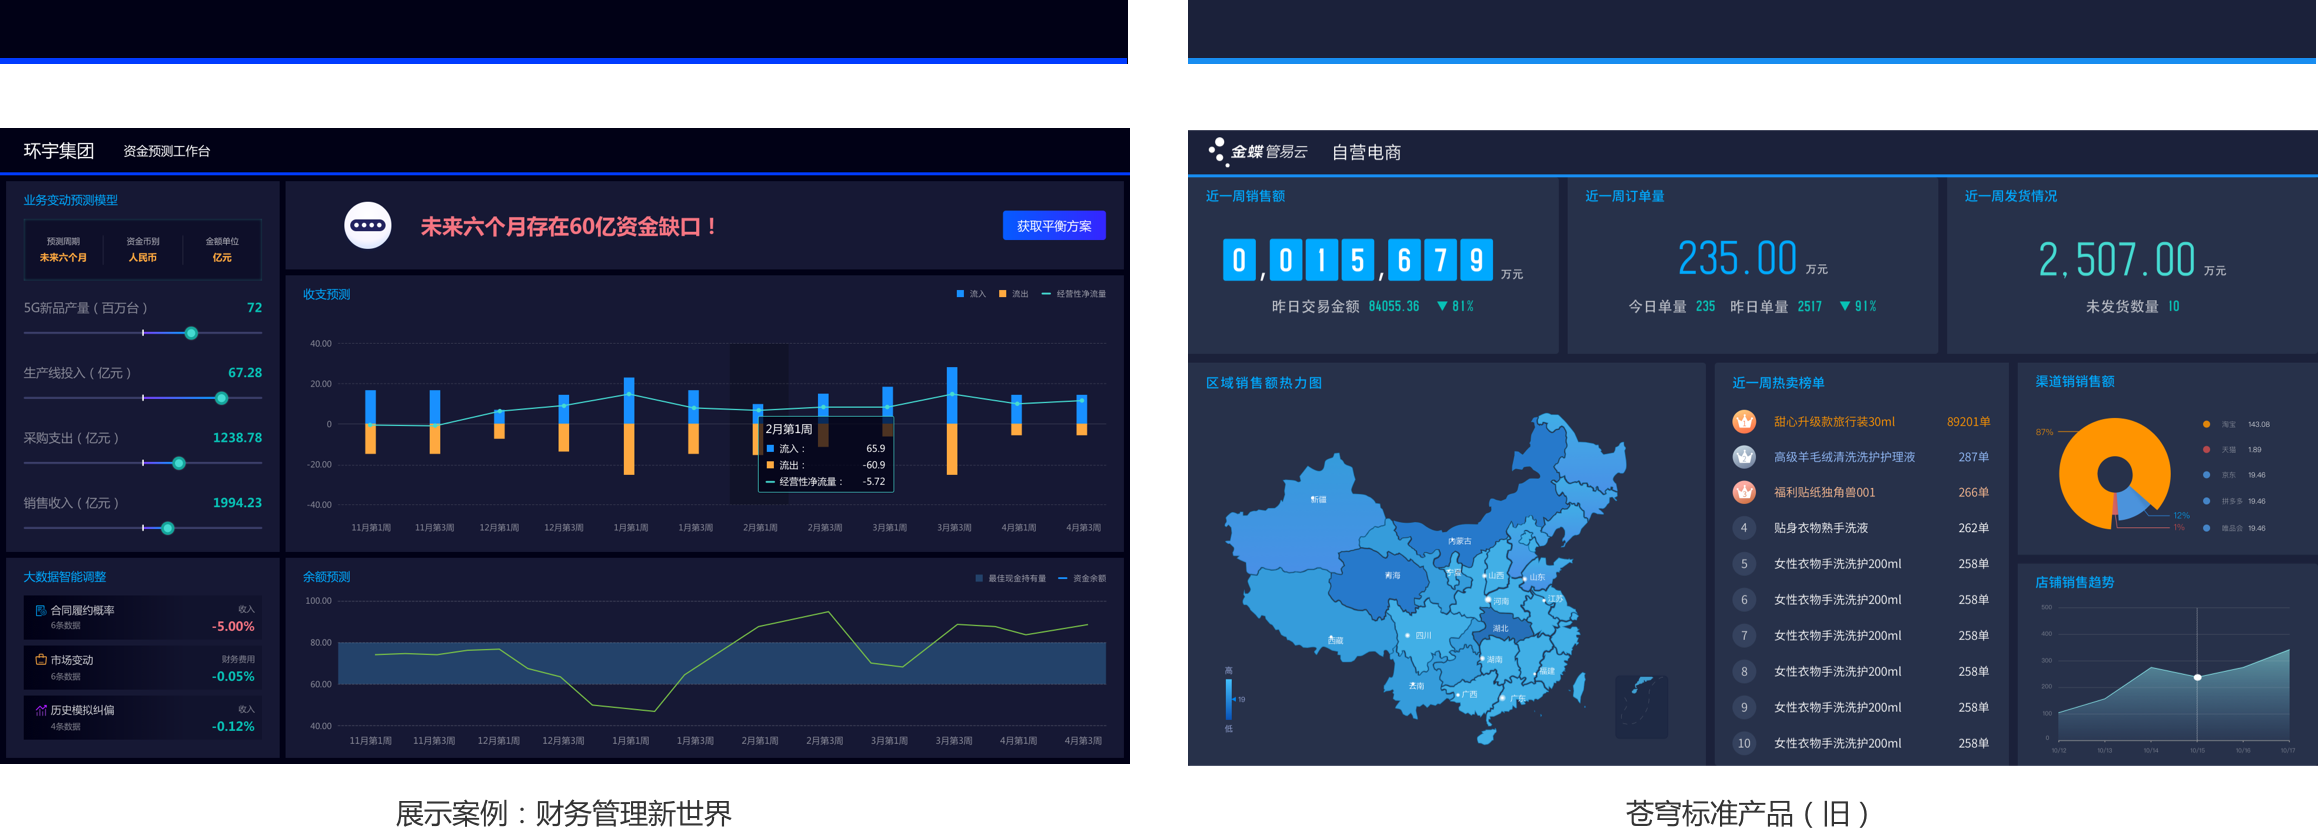 环宇集团 资金预测工作台
业务变动预测模型
预测周期 资金币别 金额单位
未来六个月 人民币 亿元
5G新品产量（百万台） 72
生产线投入（亿元） 67.28
采购支出（亿元） 1238.78
销售收入（亿元） 1994.23
大数据智能调整
合同履约概率 收入
6条数据 -5.00%
市场变动 财务费用
6条数据 -0.05%
历史模拟纠偏 收入
4条数据 -0.12%
未来六个月存在60亿资金缺口！
获取平衡方案
收支预测 流入 流出 经营性净流量
40.00
20.00
0
-20.00
-40.00
2月第1周
流入： 65.9
流出： -60.9
经营性净流量： -5.72
11月第1周 11月第3周 12月第1周 12月第3周 1月第1周 1月第3周 2月第1周 2月第3周 3月第1周 3月第3周 4月第1周 4月第3周
余额预测 最佳现金持有量 资金余额
100.00
80.00
60.00
40.00
11月第1周 11月第3周 12月第1周 12月第3周 1月第1周 1月第3周 2月第1周 2月第3周 3月第1周 3月第3周 4月第1周 4月第3周
展示案例：财务管理新世界
金蝶管易云 自营电商
近一周销售额
0,015,679 万元
昨日交易金额 84055.36 ▼81%
近一周订单量
235.00 万元
今日单量 235 昨日单量 2517 ▼91%
近一周发货情况
2,507.00 万元
未发货数量 10
区域销售额热力图
新疆
内蒙古
青海
宁夏
山西
山东
河南
江苏
西藏
四川
湖北
湖南
福建
云南
广西
广东
高
19
低
近一周热卖榜单
甜心升级款旅行装30ml 89201单
高级羊毛绒清洗洗护护理液 287单
福利贴纸独角兽001 266单
4 贴身衣物熟手洗液 262单
5 女性衣物手洗洗护200ml 258单
6 女性衣物手洗洗护200ml 258单
7 女性衣物手洗洗护200ml 258单
8 女性衣物手洗洗护200ml 258单
9 女性衣物手洗洗护200ml 258单
10 女性衣物手洗洗护200ml 258单
渠道销销售额
87%
12%
1%
淘宝 143.08
天猫 1.89
京东 19.46
拼多多 19.46
唯品会 19.46
店铺销售趋势
500
400
300
200
100
0
10/12 10/13 10/14 10/15 10/16 10/17
苍穹标准产品（旧）